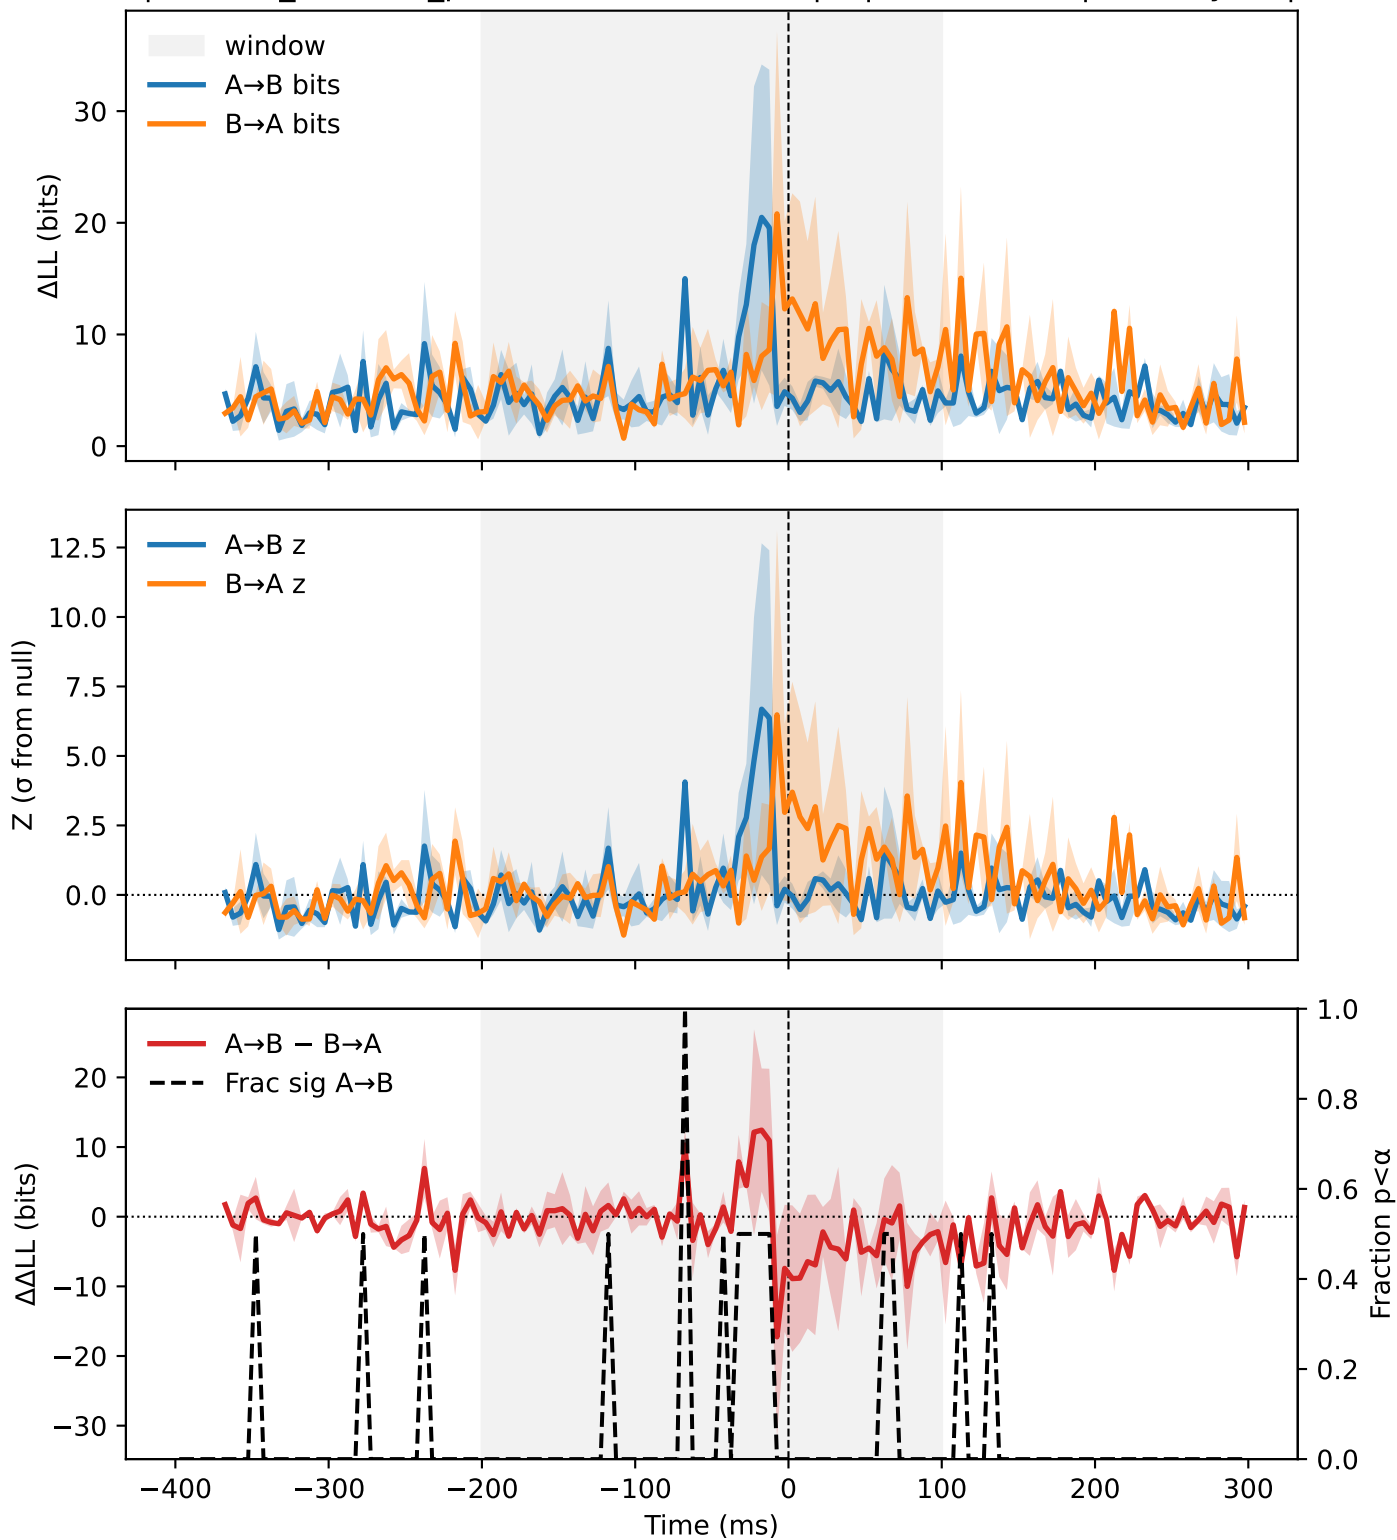 window
A→B bits
B→A bits
30
20
10
0
ΔLL (bits)
A→B z
B→A z
12.5
10.0
7.5
5.0
2.5
0.0
Z (σ from null)
A→B − B→A
Frac sig A→B
20
10
0
−10
−20
−30
ΔΔLL (bits)
1.0
0.8
0.6
0.4
0.2
0.0
Fraction p<α
−400 −300 −200 −100 0 100 200 300
Time (ms)